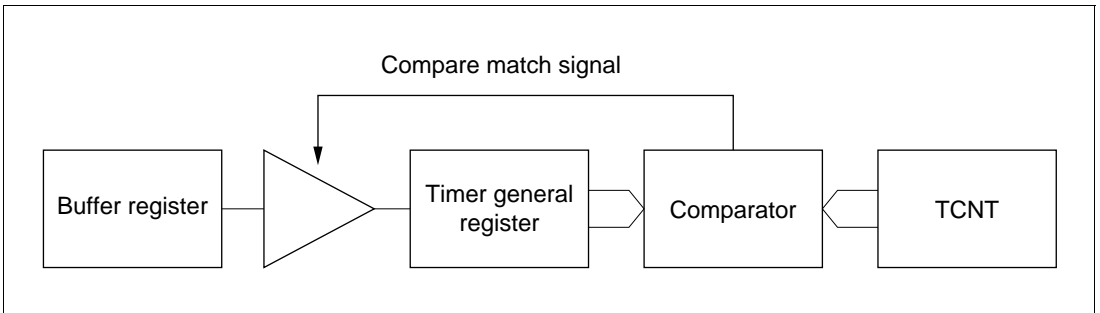 Compare match signal
Buffer register
Timer general
register
Comparator
TCNT